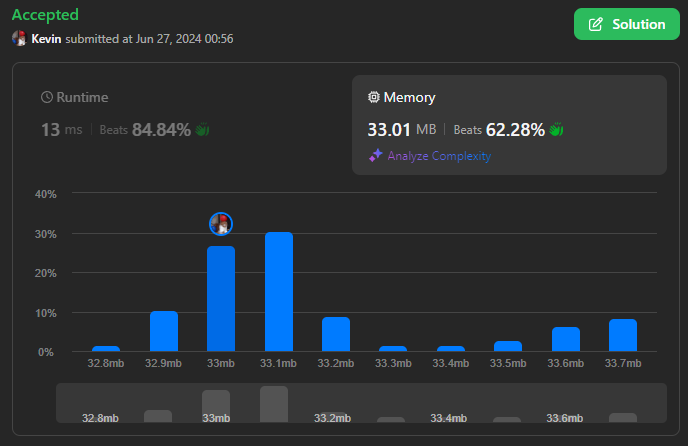 Accepted
Kevin submitted at Jun 27, 2024 00:56
Solution
Runtime
13 ms | Beats 84.84%
Memory
33.01 MB | Beats 62.28%
Analyze Complexity
40%
30%
20%
10%
0%
32.8mb 32.9mb 33mb 33.1mb 33.2mb 33.3mb 33.4mb 33.5mb 33.6mb 33.7mb
32.8mb 33mb 33.2mb 33.4mb 33.6mb